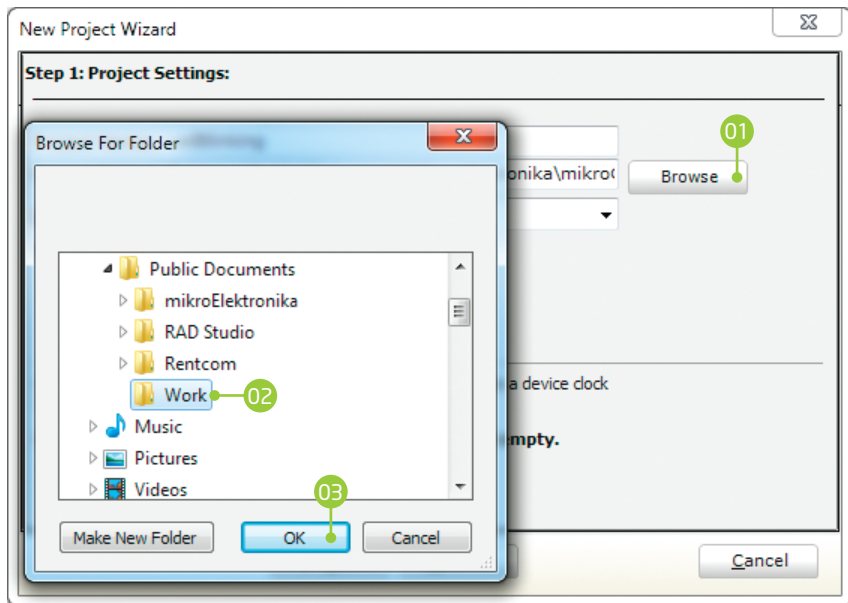 New Project Wizard
Step 1: Project Settings:
01
Browse For Folder
onika\mikro
Browse
Public Documents
mikroElektronika
RAD Studio
Rentcom
Work
02
a device clock
Music
empty.
Pictures
Videos
03
Make New Folder
OK
Cancel
Cancel